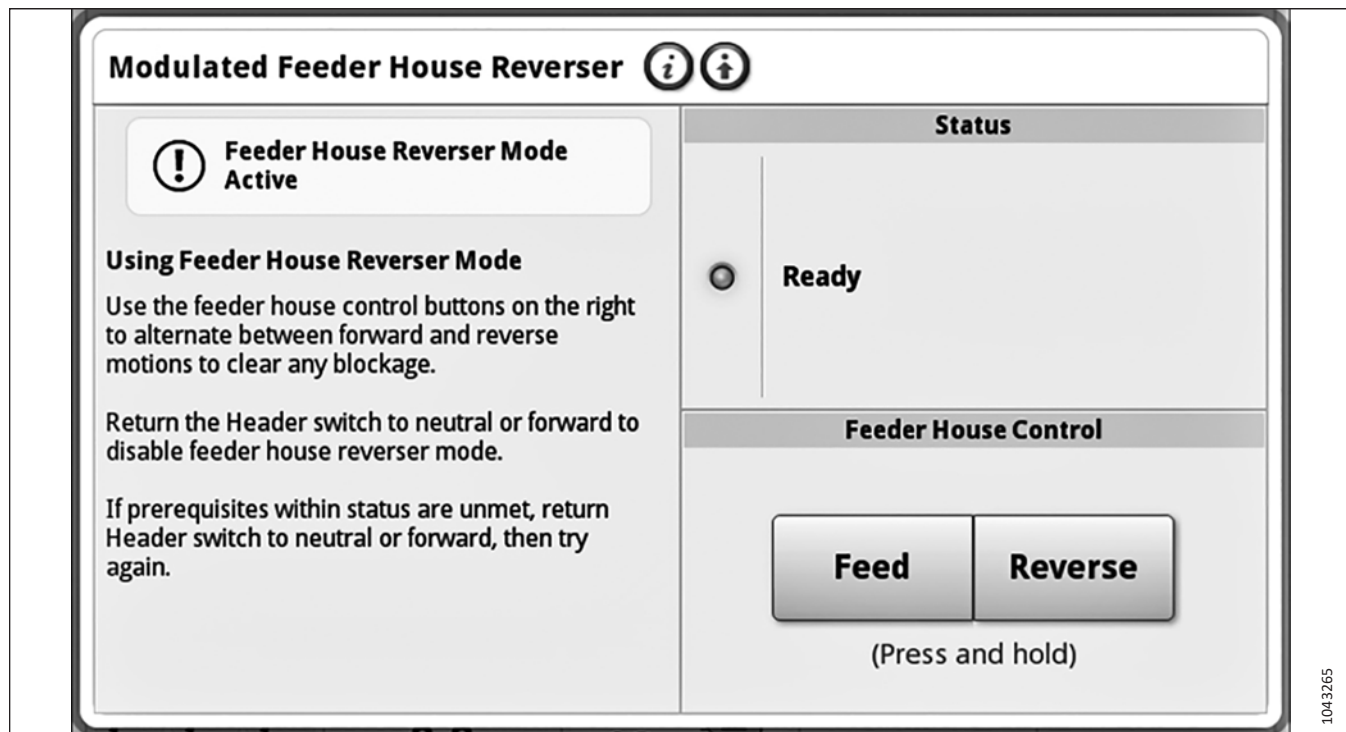 Modulated Feeder House Reverser
Feeder House Reverser Mode
Active
Using Feeder House Reverser Mode
Use the feeder house control buttons on the right
to alternate between forward and reverse
motions to clear any blockage.
Return the Header switch to neutral or forward to
disable feeder house reverser mode.
If prerequisites within status are unmet, return
Header switch to neutral or forward, then try
again.
Status
Ready
Feeder House Control
Feed
Reverse
(Press and hold)
1043265